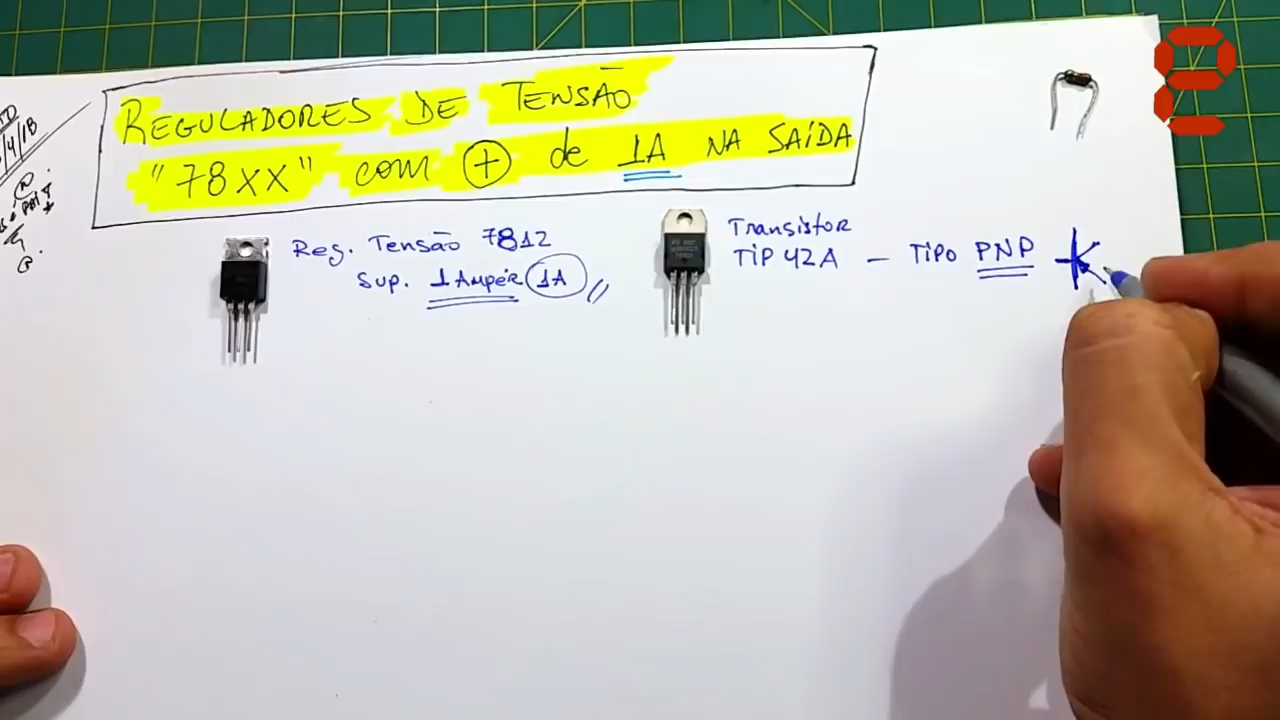 REGULADORES DE TENSÃO
"78XX" com + de 1A NA SAÍDA
Reg. Tensão 7812
Sup. 1 Ampér 1A
Transistor
TIP 42A - TIPO PNP
e